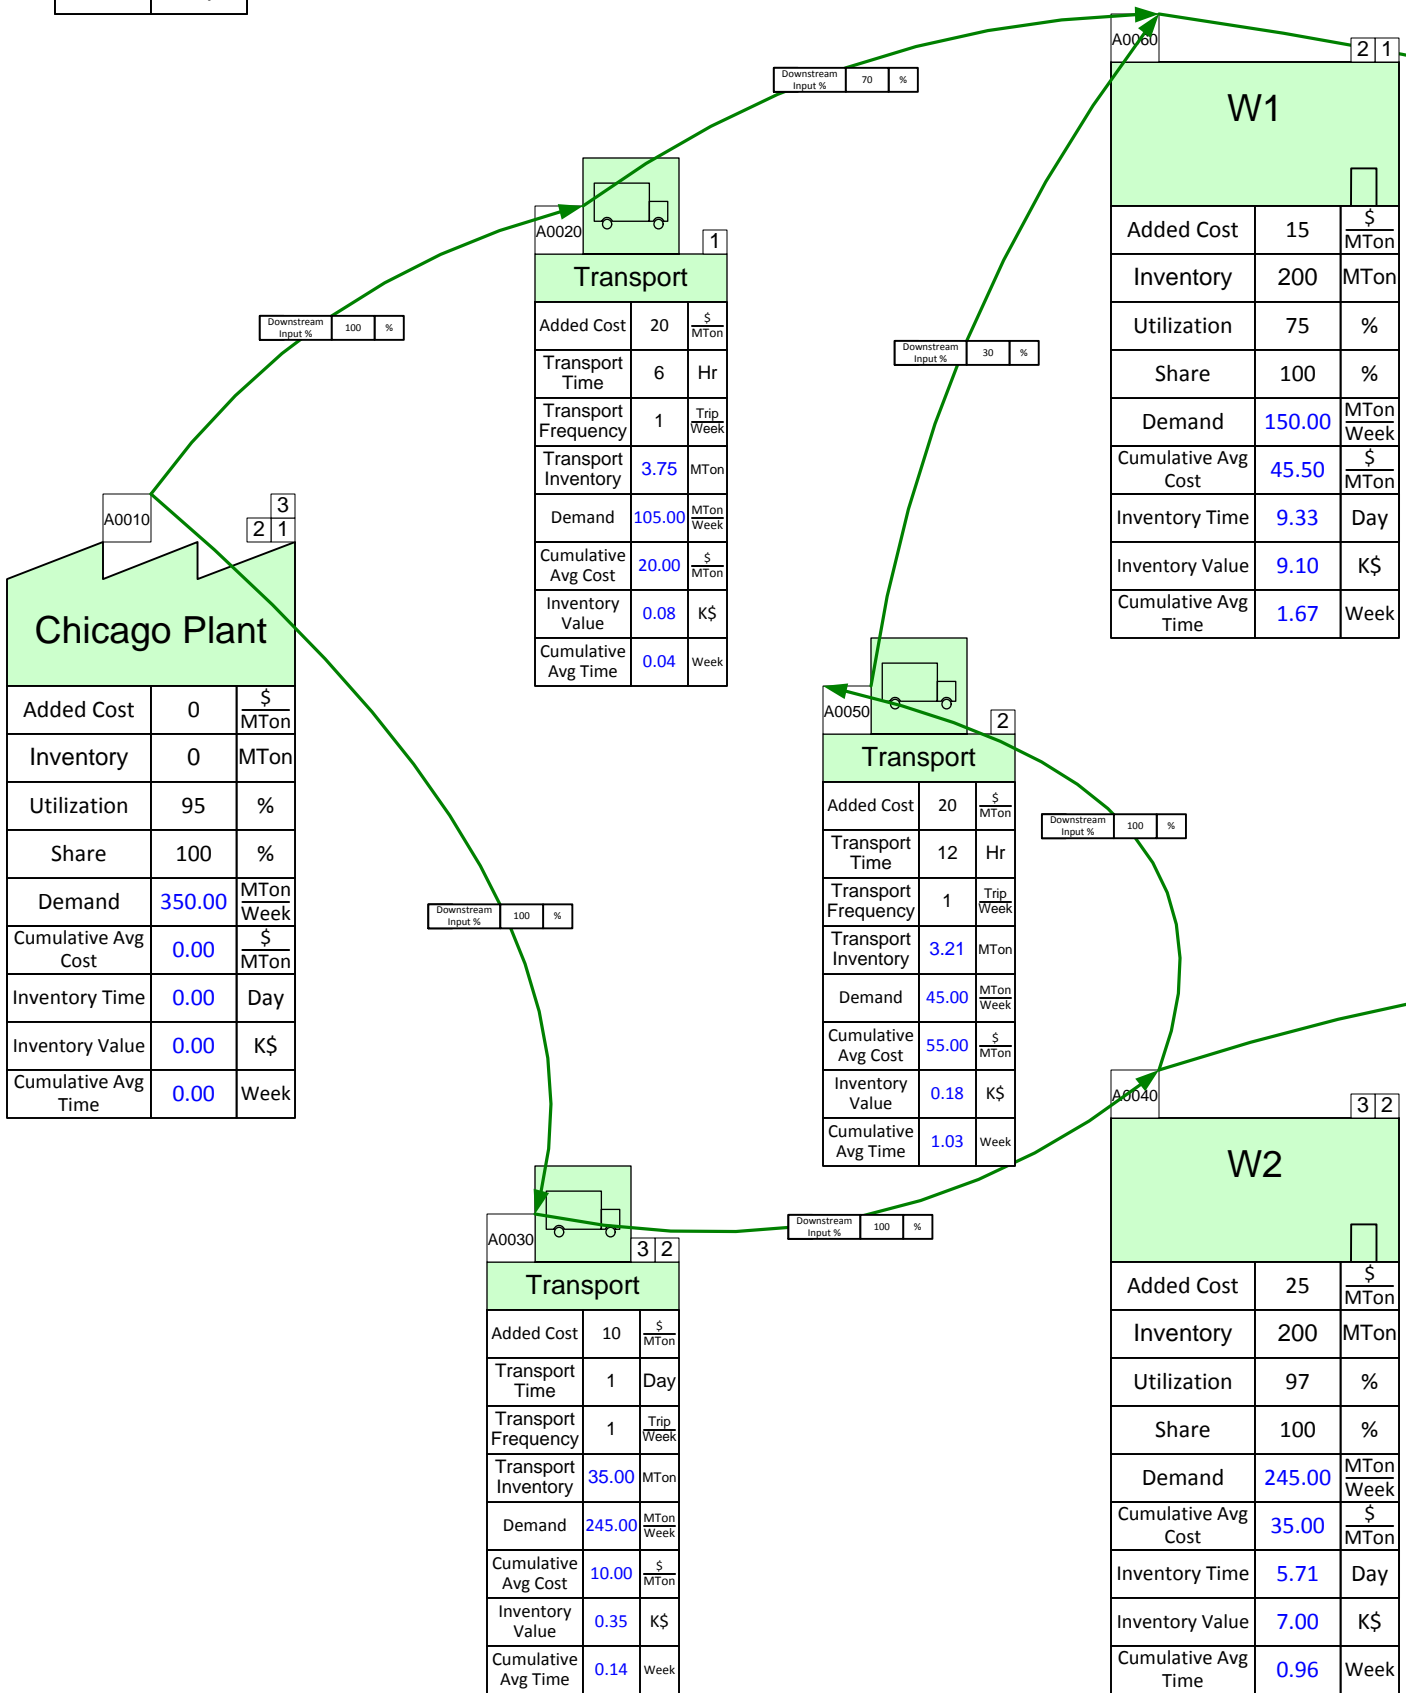 A0060
2 1
W1
Added Cost 15 $ / MTon
Inventory 200 MTon
Utilization 75 %
Share 100 %
Demand 150.00 MTon / Week
Cumulative Avg Cost 45.50 $ / MTon
Inventory Time 9.33 Day
Inventory Value 9.10 K$
Cumulative Avg Time 1.67 Week
Downstream Input % 70 %
A0020
1
Transport
Added Cost 20 $ / MTon
Transport Time 6 Hr
Transport Frequency 1 Trip / Week
Transport Inventory 3.75 MTon
Demand 105.00 MTon / Week
Cumulative Avg Cost 20.00 $ / MTon
Inventory Value 0.08 K$
Cumulative Avg Time 0.04 Week
Downstream Input % 100 %
Downstream Input % 30 %
A0010
3
2 1
Chicago Plant
Added Cost 0 $ / MTon
Inventory 0 MTon
Utilization 95 %
Share 100 %
Demand 350.00 MTon / Week
Cumulative Avg Cost 0.00 $ / MTon
Inventory Time 0.00 Day
Inventory Value 0.00 K$
Cumulative Avg Time 0.00 Week
A0050
2
Transport
Added Cost 20 $ / MTon
Transport Time 12 Hr
Transport Frequency 1 Trip / Week
Transport Inventory 3.21 MTon
Demand 45.00 MTon / Week
Cumulative Avg Cost 55.00 $ / MTon
Inventory Value 0.18 K$
Cumulative Avg Time 1.03 Week
Downstream Input % 100 %
Downstream Input % 100 %
A0030
3 2
Transport
Added Cost 10 $ / MTon
Transport Time 1 Day
Transport Frequency 1 Trip / Week
Transport Inventory 35.00 MTon
Demand 245.00 MTon / Week
Cumulative Avg Cost 10.00 $ / MTon
Inventory Value 0.35 K$
Cumulative Avg Time 0.14 Week
Downstream Input % 100 %
A0040
3 2
W2
Added Cost 25 $ / MTon
Inventory 200 MTon
Utilization 97 %
Share 100 %
Demand 245.00 MTon / Week
Cumulative Avg Cost 35.00 $ / MTon
Inventory Time 5.71 Day
Inventory Value 7.00 K$
Cumulative Avg Time 0.96 Week